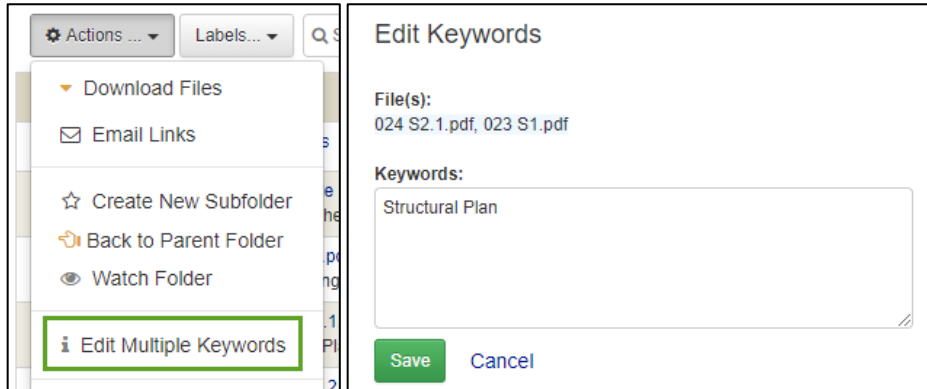 Actions ...
Labels...
Download Files
Email Links
Create New Subfolder
Back to Parent Folder
Watch Folder
Edit Multiple Keywords
Edit Keywords
File(s):
024 S2.1.pdf, 023 S1.pdf
Keywords:
Structural Plan
Save Cancel